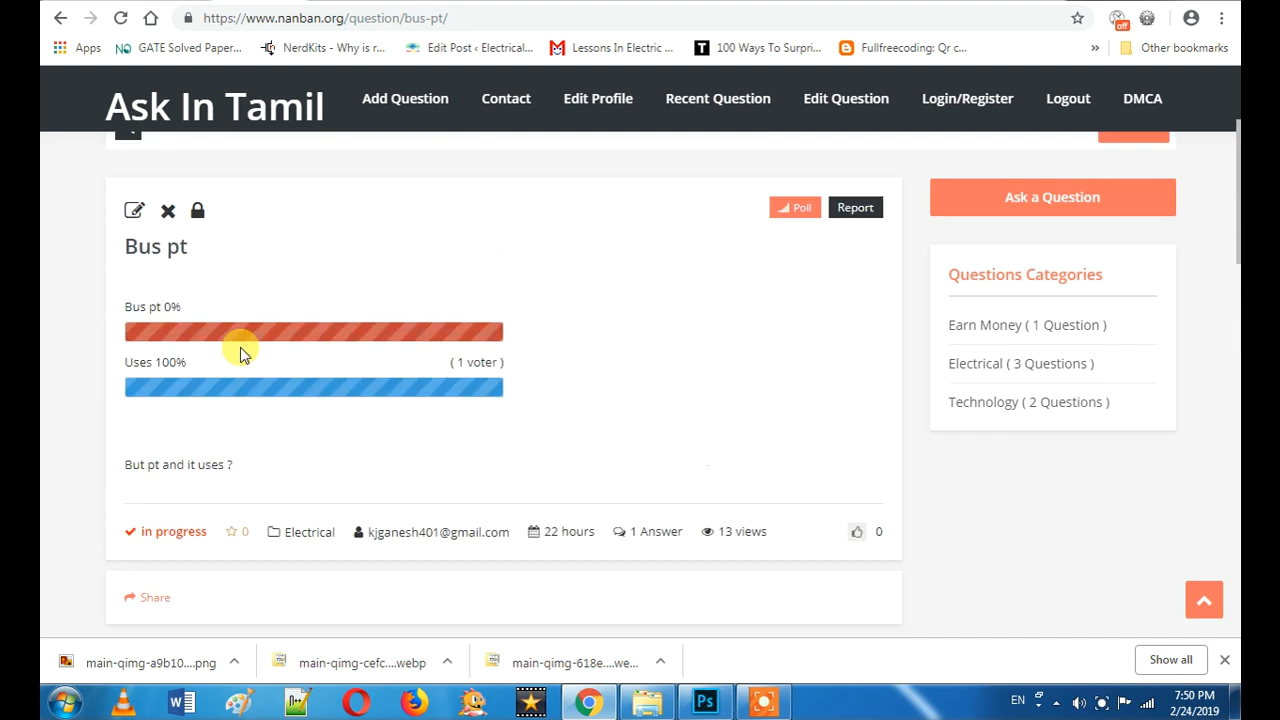 https://www.nanban.org/question/bus-pt/
off
Apps
GATE Solved Paper...
NerdKits - Why is r...
Edit Post ‹ Electrical...
Lessons In Electric ...
100 Ways To Surpri...
Fullfreecoding: Qr c...
»
Other bookmarks
Ask In Tamil
Add Question
Contact
Edit Profile
Recent Question
Edit Question
Login/Register
Logout
DMCA
Poll
Report
Bus pt
Bus pt 0%
Uses 100%
( 1 voter )
But pt and it uses ?
in progress
0
Electrical
kjganesh401@gmail.com
22 hours
1 Answer
13 views
0
Share
Ask a Question
Questions Categories
Earn Money ( 1 Question )
Electrical ( 3 Questions )
Technology ( 2 Questions )
main-qimg-a9b10....png
main-qimg-cefc....webp
main-qimg-618e....we...
Show all
W
Ps
EN
7:50 PM
2/24/2019